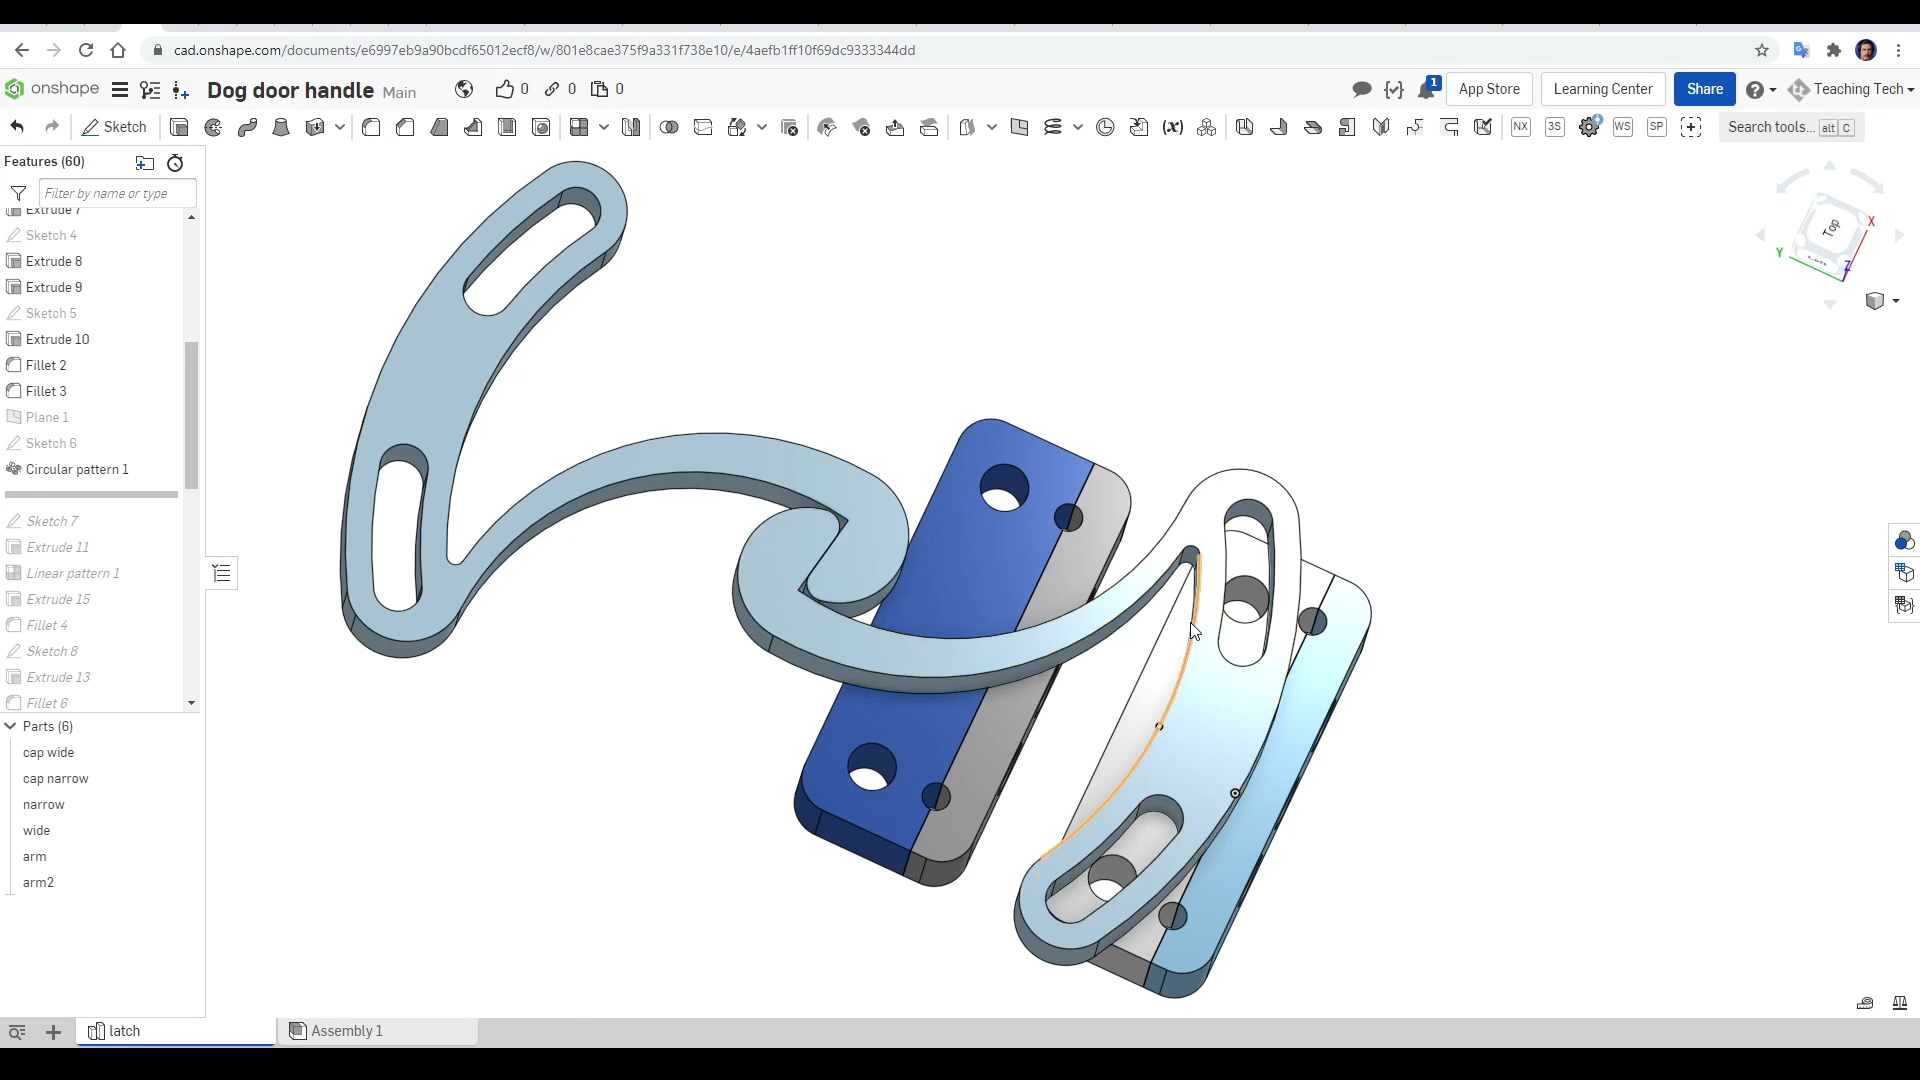 cad.onshape.com/documents/e6997eb9a90bcdf65012ecf8/w/801e8cae375f9a331f738e10/e/4aefb1ff10f69dc9333344dd
onshape Dog door handle Main 0 0 0 1 App Store Learning Center Share Teaching Tech
Sketch (x) NX 3S WS SP Search tools... alt C
Features (60)
Filter by name or type
Extrude 7
Sketch 4
Extrude 8
Extrude 9
Sketch 5
Extrude 10
Fillet 2
Fillet 3
Plane 1
Sketch 6
Circular pattern 1
Sketch 7
Extrude 11
Linear pattern 1
Extrude 15
Fillet 4
Sketch 8
Extrude 13
Fillet 6
Parts (6)
cap wide
cap narrow
narrow
wide
arm
arm2
Top
X
Y
Z
latch
Assembly 1